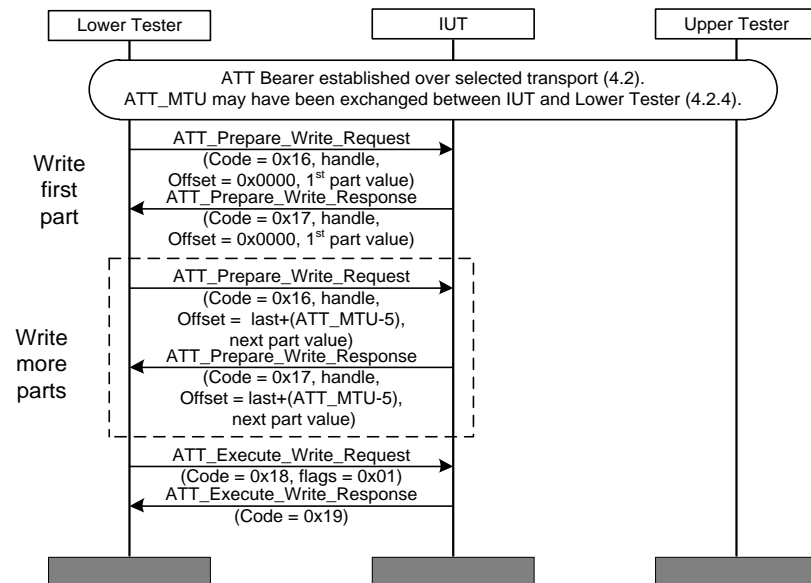 Lower Tester
IUT
Upper Tester
ATT Bearer established over selected transport (4.2).
ATT_MTU may have been exchanged between IUT and Lower Tester (4.2.4).
Write
first
part
ATT_Prepare_Write_Request
(Code = 0x16, handle,
Offset = 0x0000, 1st part value)
ATT_Prepare_Write_Response
(Code = 0x17, handle,
Offset = 0x0000, 1st part value)
Write
more
parts
ATT_Prepare_Write_Request
(Code = 0x16, handle,
Offset = last+(ATT_MTU-5),
next part value)
ATT_Prepare_Write_Response
(Code = 0x17, handle,
Offset = last+(ATT_MTU-5),
next part value)
ATT_Execute_Write_Request
(Code = 0x18, flags = 0x01)
ATT_Execute_Write_Response
(Code = 0x19)